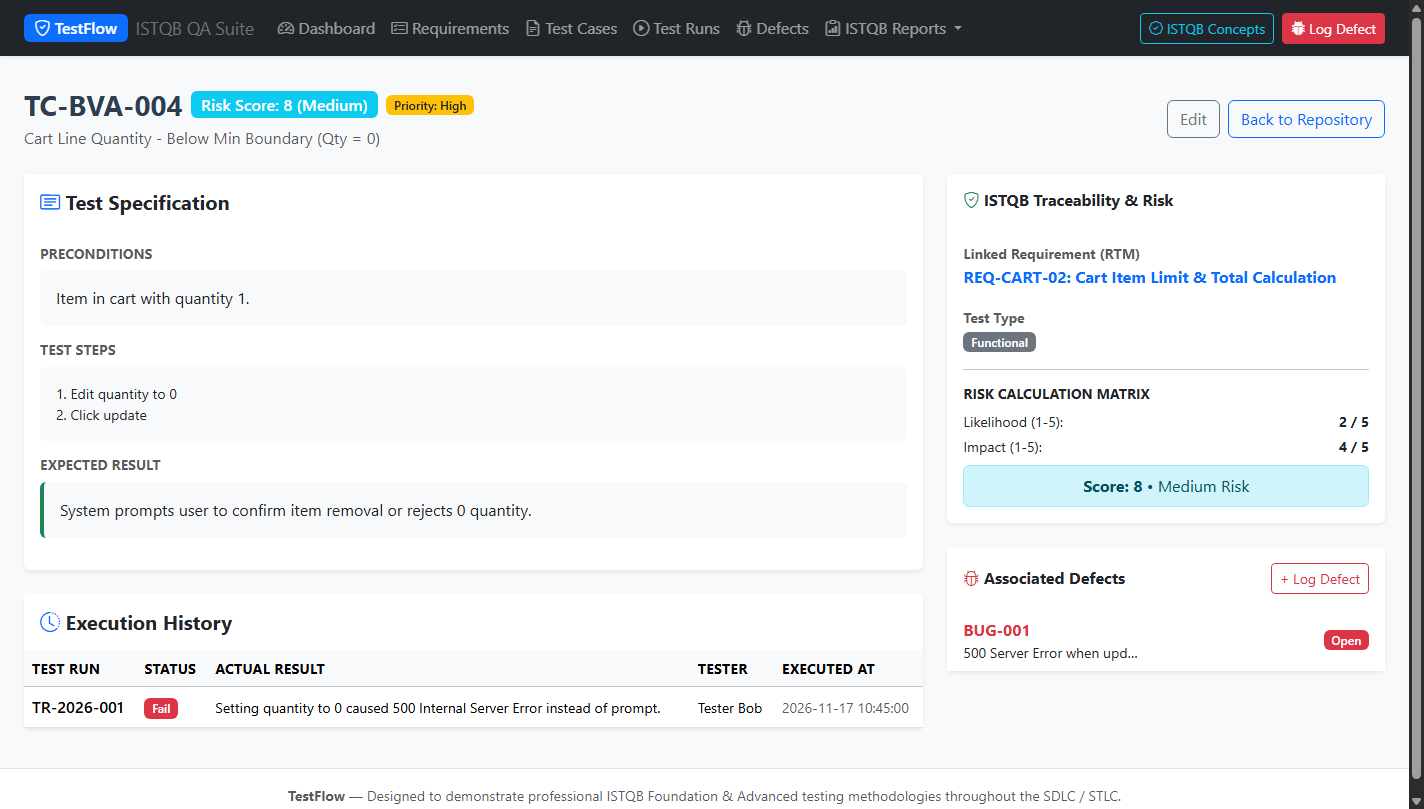 TestFlow ISTQB QA Suite Dashboard Requirements Test Cases Test Runs Defects ISTQB Reports ISTQB Concepts Log Defect
TC-BVA-004 Risk Score: 8 (Medium) Priority: High
Cart Line Quantity - Below Min Boundary (Qty = 0)
Edit Back to Repository
Test Specification
PRECONDITIONS
Item in cart with quantity 1.
TEST STEPS
1. Edit quantity to 0
2. Click update
EXPECTED RESULT
System prompts user to confirm item removal or rejects 0 quantity.
Execution History
TEST RUN STATUS ACTUAL RESULT TESTER EXECUTED AT
TR-2026-001 Fail Setting quantity to 0 caused 500 Internal Server Error instead of prompt. Tester Bob 2026-11-17 10:45:00
ISTQB Traceability & Risk
Linked Requirement (RTM)
REQ-CART-02: Cart Item Limit & Total Calculation
Test Type
Functional
RISK CALCULATION MATRIX
Likelihood (1-5): 2 / 5
Impact (1-5): 4 / 5
Score: 8 • Medium Risk
Associated Defects + Log Defect
BUG-001 Open
500 Server Error when upd...
TestFlow — Designed to demonstrate professional ISTQB Foundation & Advanced testing methodologies throughout the SDLC / STLC.